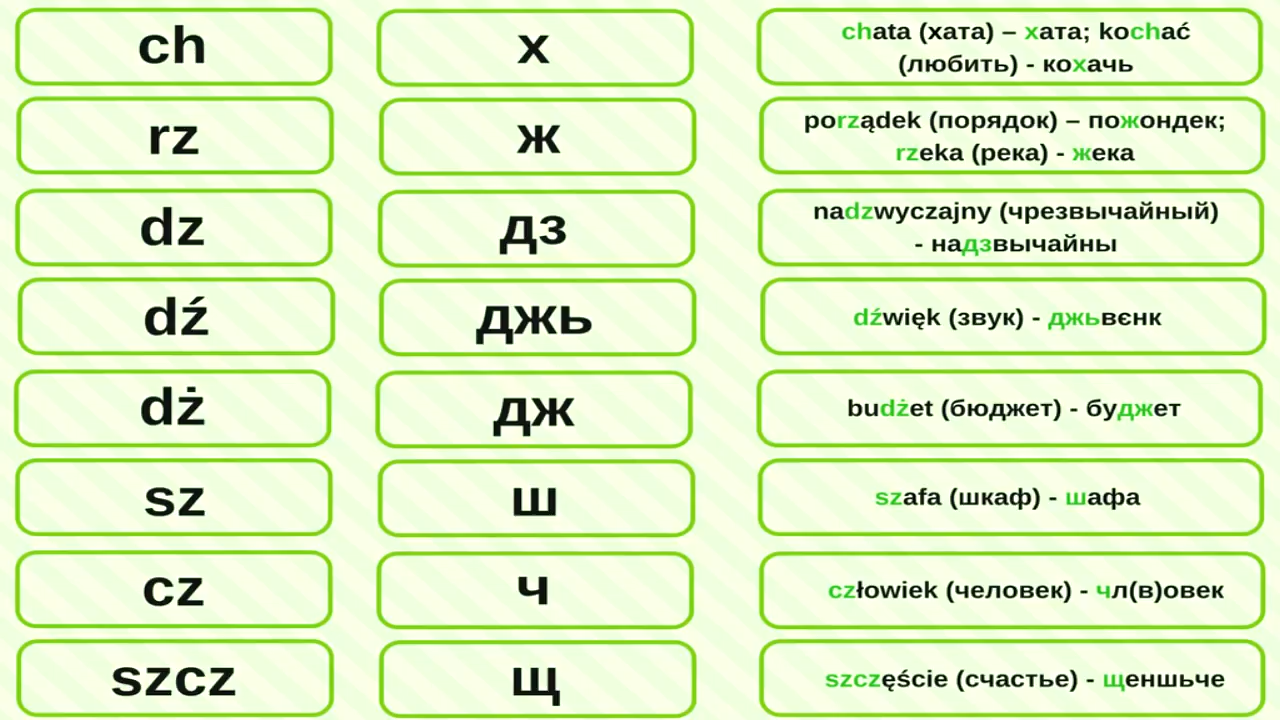 ch
х
chata (хата) – хата; kochać
(любить) - кохачь
rz
ж
porządek (порядок) – пожондек;
rzeka (река) - жека
dz
дз
nadzwyczajny (чрезвычайный)
- надзвычайны
dź
джь
dźwięk (звук) - джьвєнк
dż
дж
budżet (бюджет) - буджет
sz
ш
szafa (шкаф) - шафа
cz
ч
człowiek (человек) - чл(в)овек
szcz
щ
szczęście (счастье) - щеншьче